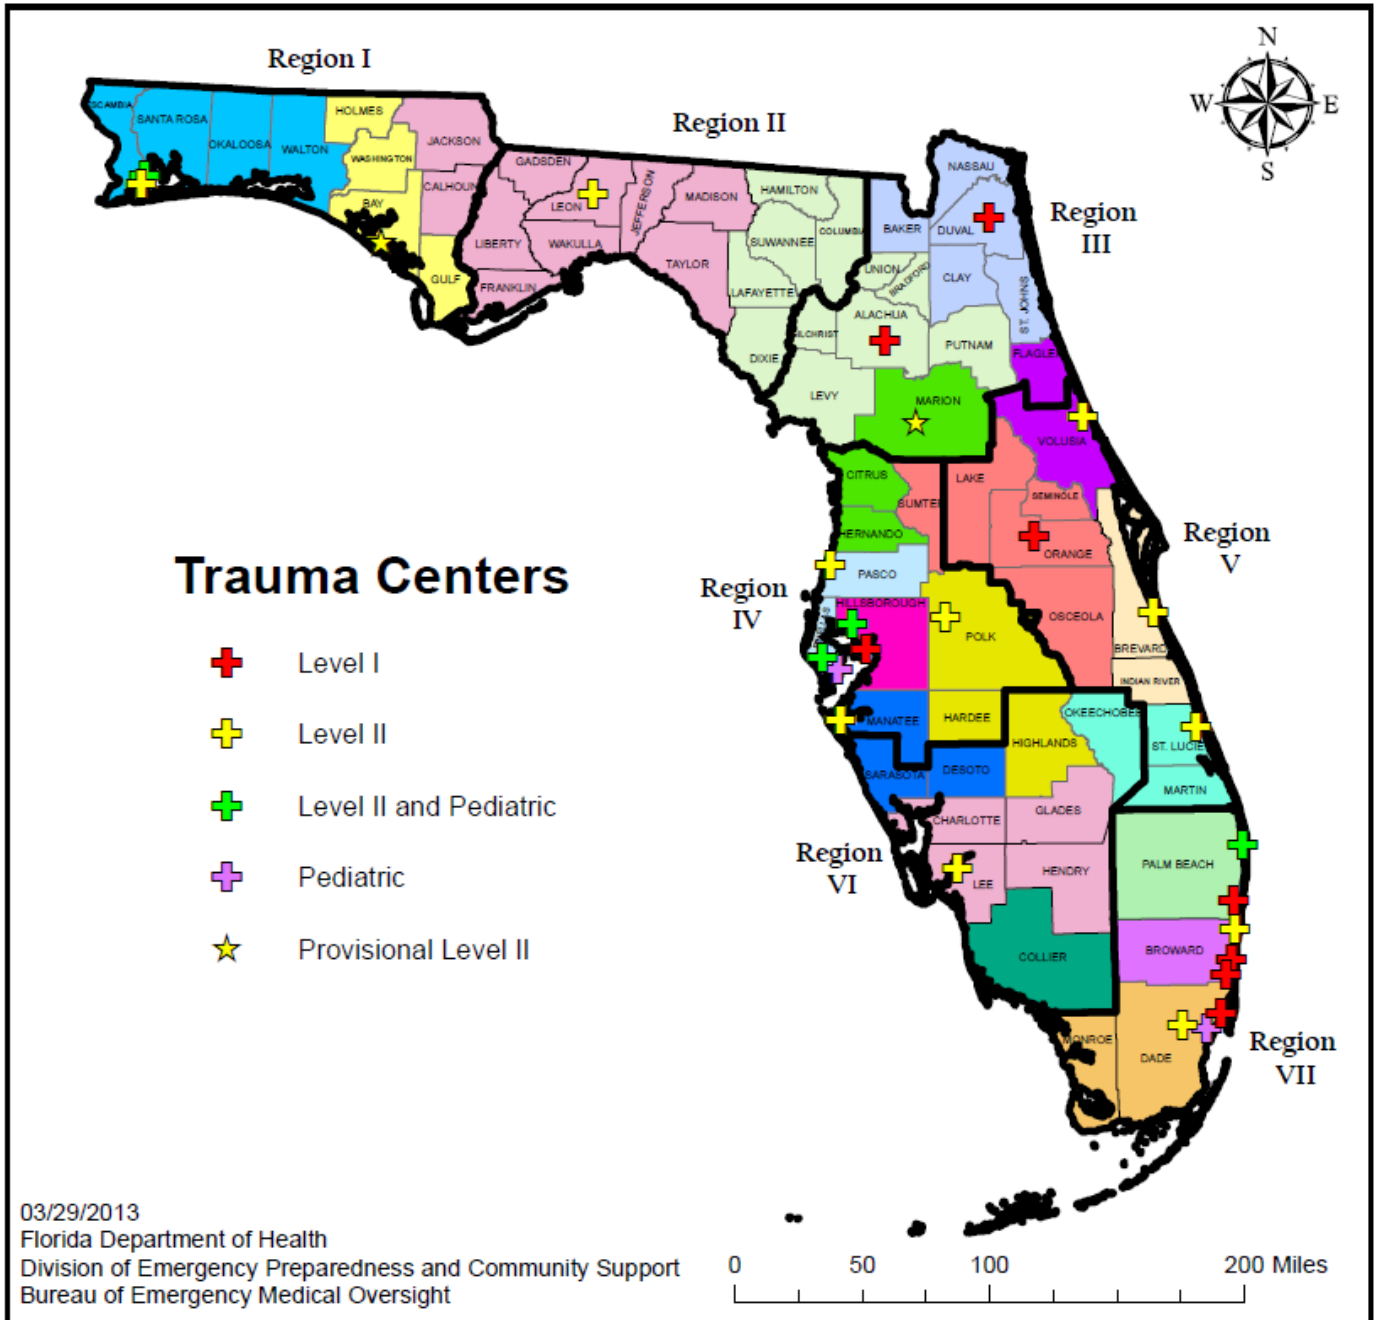 Region I
N
Region II
W
E
S
ESCAMBIA
SANTA ROSA
OKALOOSA
WALTON
HOLMES
WASHINGTON
BAY
JACKSON
CALHOUN
GULF
GADSDEN
LEON
JEFFERSON
MADISON
LIBERTY
WAKULLA
FRANKLIN
TAYLOR
HAMILTON
SUWANNEE
COLUMBIA
LAFAYETTE
DIXIE
NASSAU
BAKER
DUVAL
Region
III
UNION
BRADFORD
CLAY
ST. JOHNS
ILCHRIST
ALACHUA
PUTNAM
FLAGLE
LEVY
MARION
VOLUSIA
CITRUS
SUMTER
LAKE
SEMINOLE
HERNANDO
ORANGE
Region
V
PASCO
Region
IV
HILLSBOROUGH
POLK
OSCEOLA
BREVARD
INDIAN RIVER
MANATEE
HARDEE
HIGHLANDS
OKEECHOBEE
ST. LUCIE
SARASOTA
DESOTO
MARTIN
CHARLOTTE
GLADES
Region
VI
LEE
HENDRY
PALM BEACH
COLLIER
BROWARD
MONROE
DADE
Region
VII
Trauma Centers
Level I
Level II
Level II and Pediatric
Pediatric
Provisional Level II
03/29/2013
Florida Department of Health
Division of Emergency Preparedness and Community Support
Bureau of Emergency Medical Oversight
0 50 100 200 Miles